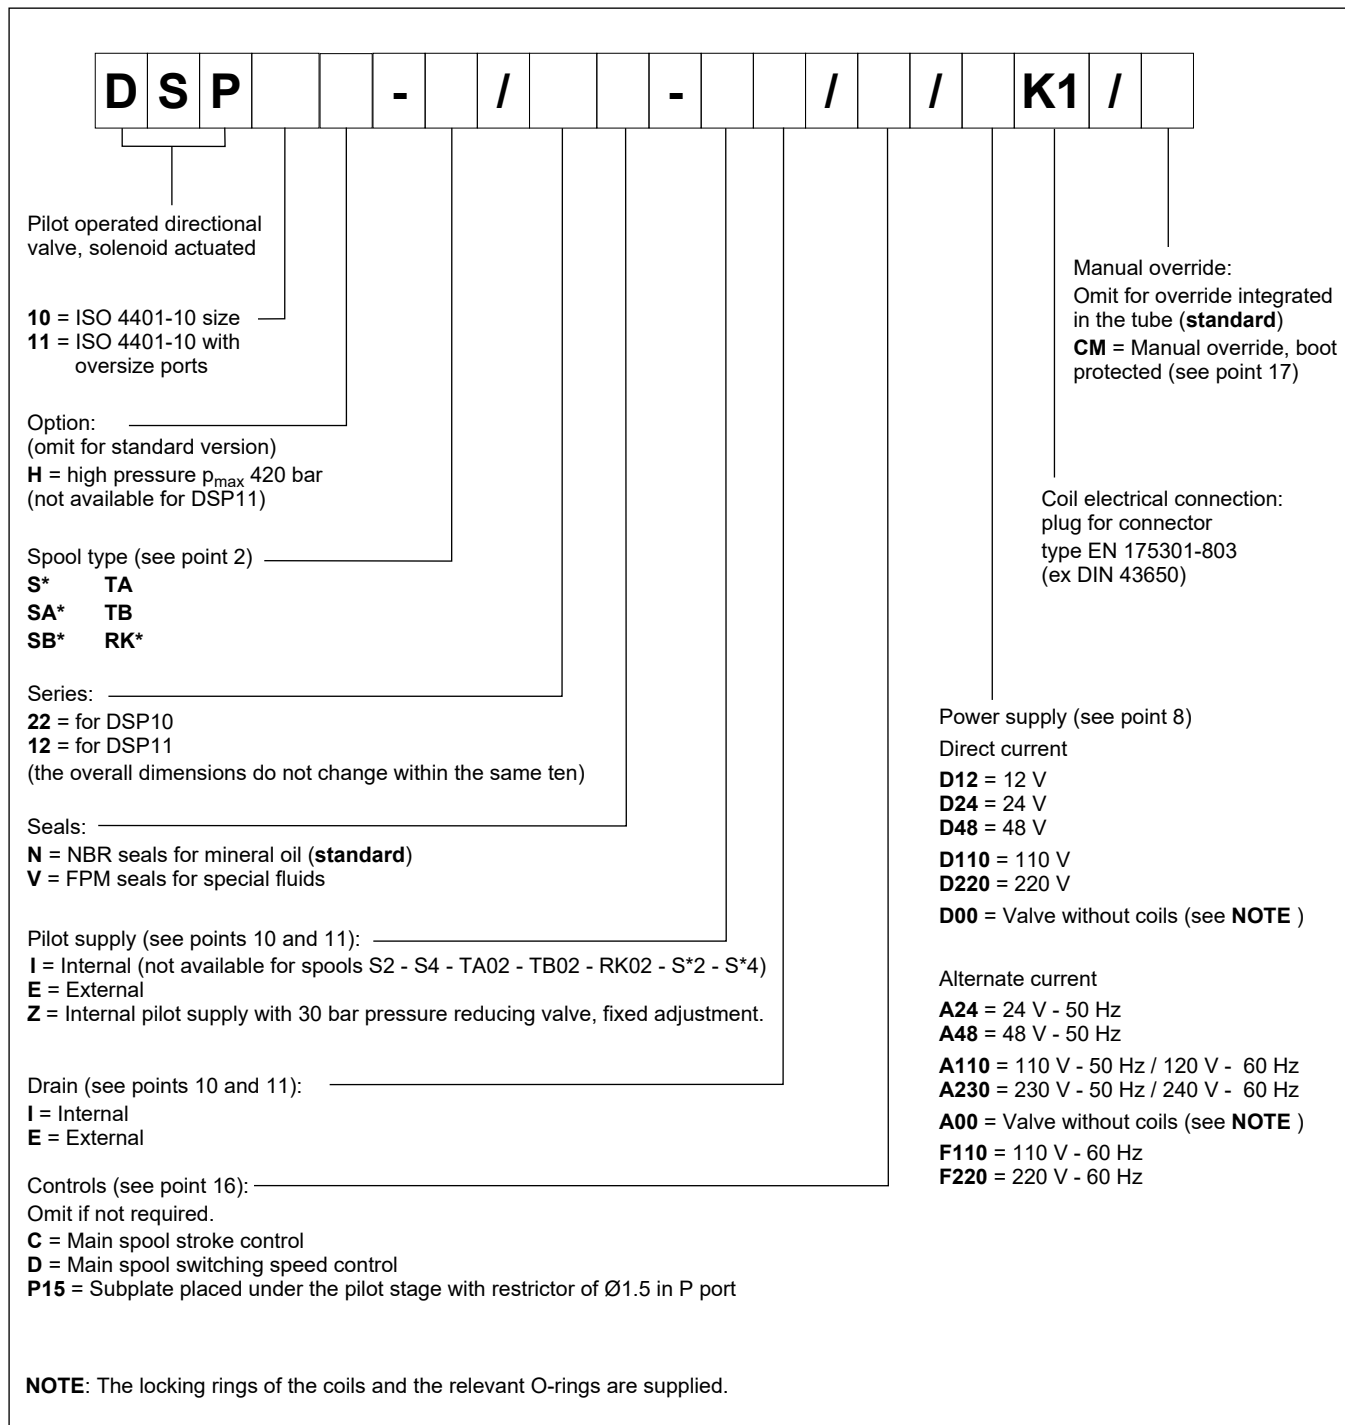 D S P - / - / / K1 /
Pilot operated directional
valve, solenoid actuated
10 = ISO 4401-10 size
11 = ISO 4401-10 with
oversize ports
Option:
(omit for standard version)
H = high pressure pmax 420 bar
(not available for DSP11)
Spool type (see point 2)
S* TA
SA* TB
SB* RK*
Series:
22 = for DSP10
12 = for DSP11
(the overall dimensions do not change within the same ten)
Seals:
N = NBR seals for mineral oil (standard)
V = FPM seals for special fluids
Pilot supply (see points 10 and 11):
I = Internal (not available for spools S2 - S4 - TA02 - TB02 - RK02 - S*2 - S*4)
E = External
Z = Internal pilot supply with 30 bar pressure reducing valve, fixed adjustment.
Drain (see points 10 and 11):
I = Internal
E = External
Controls (see point 16):
Omit if not required.
C = Main spool stroke control
D = Main spool switching speed control
P15 = Subplate placed under the pilot stage with restrictor of Ø1.5 in P port
Manual override:
Omit for override integrated
in the tube (standard)
CM = Manual override, boot
protected (see point 17)
Coil electrical connection:
plug for connector
type EN 175301-803
(ex DIN 43650)
Power supply (see point 8)
Direct current
D12 = 12 V
D24 = 24 V
D48 = 48 V
D110 = 110 V
D220 = 220 V
D00 = Valve without coils (see NOTE )
Alternate current
A24 = 24 V - 50 Hz
A48 = 48 V - 50 Hz
A110 = 110 V - 50 Hz / 120 V - 60 Hz
A230 = 230 V - 50 Hz / 240 V - 60 Hz
A00 = Valve without coils (see NOTE )
F110 = 110 V - 60 Hz
F220 = 220 V - 60 Hz
NOTE: The locking rings of the coils and the relevant O-rings are supplied.